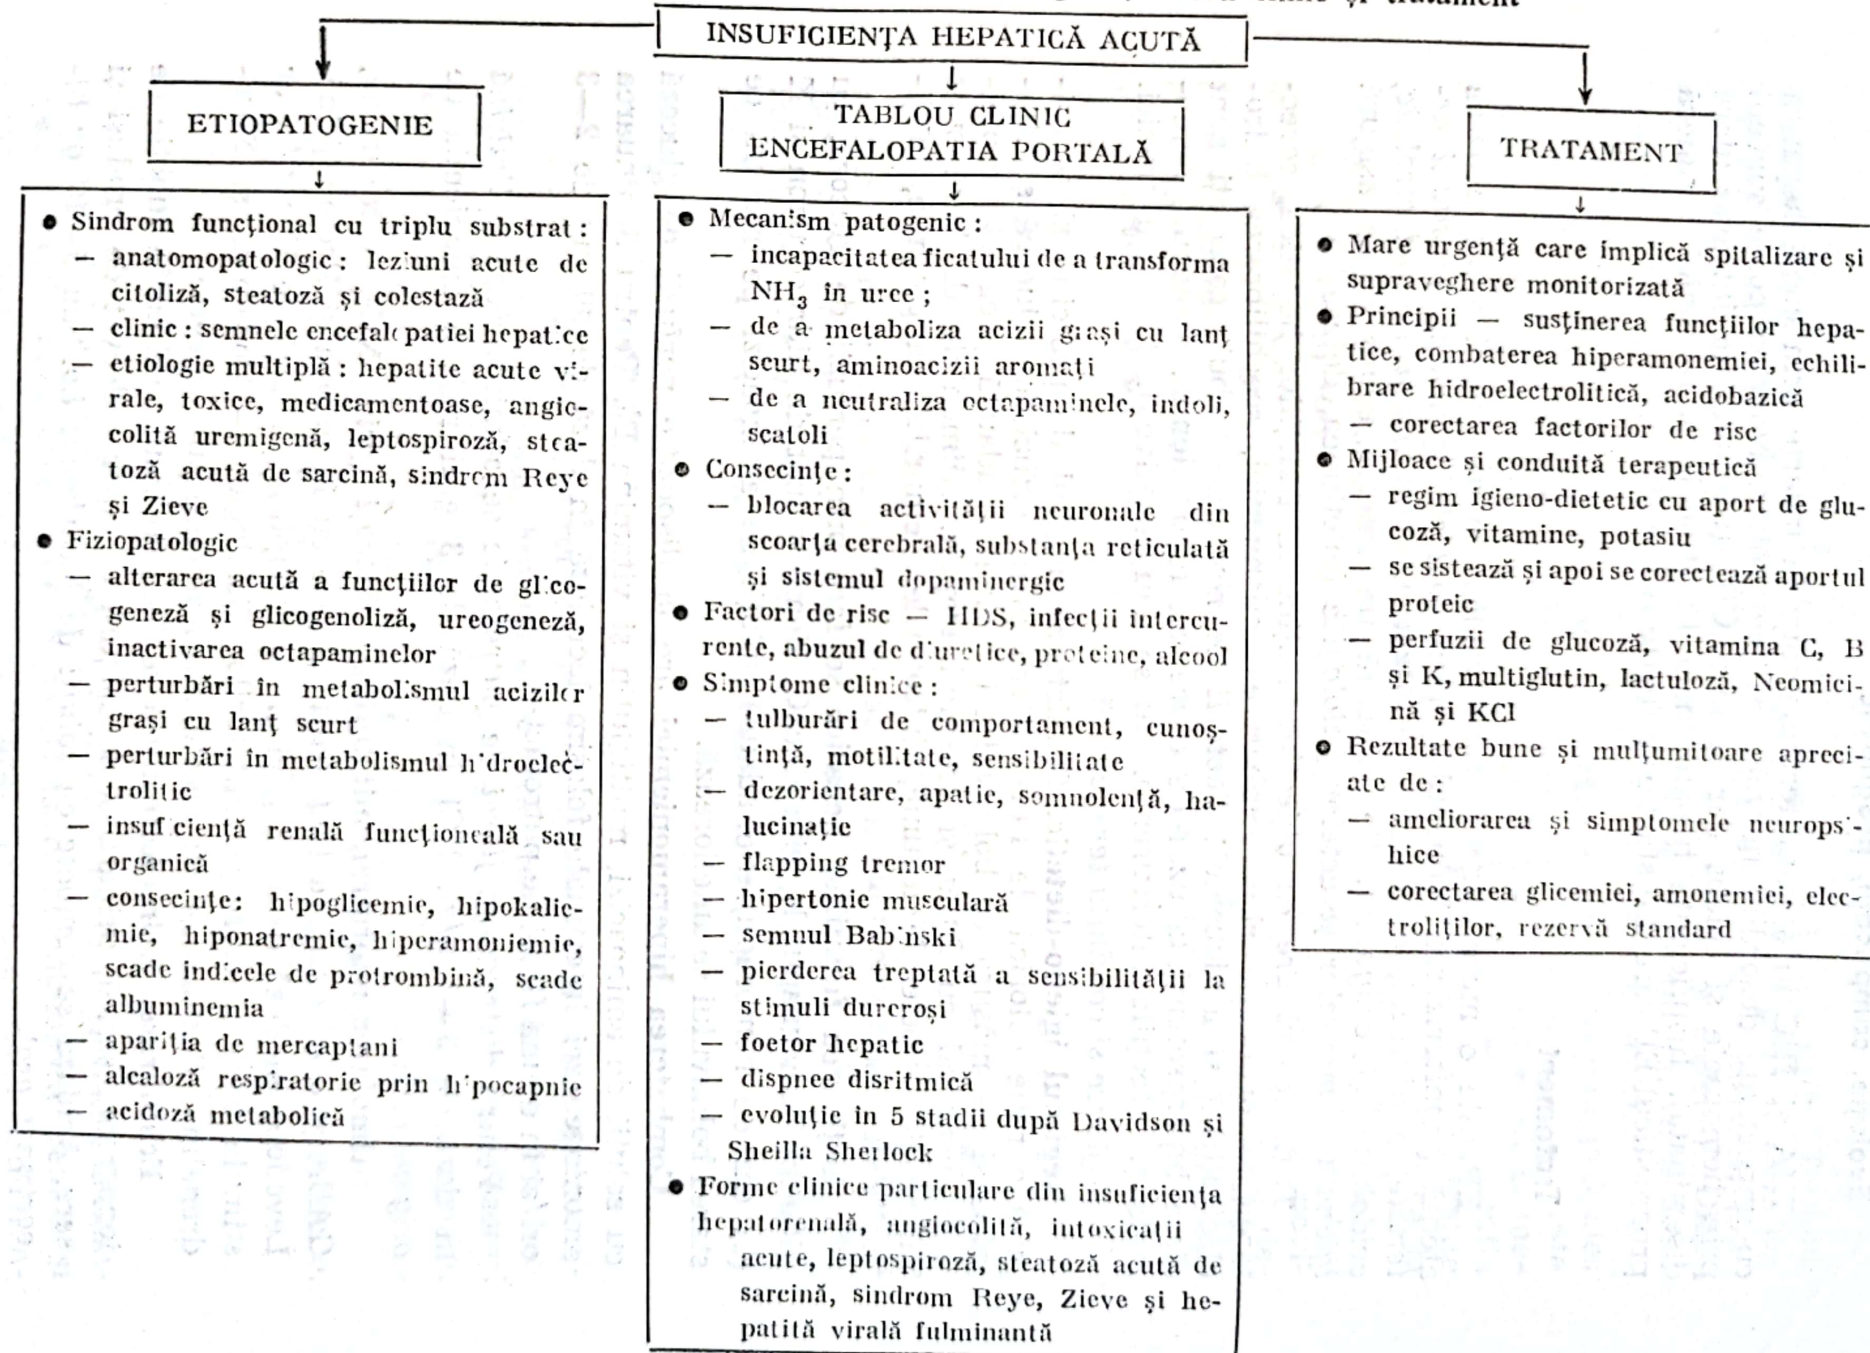 și tratament
INSUFICIENȚA HEPATICĂ ACUTĂ
ETIOPATOGENIE
● Sindrom funcțional cu triplu substrat :
— anatomopatologic : leziuni acute de
citoliză, steatoză și colestază
— clinic : semnele encefalopatiei hepatice
— etiologie multiplă : hepatite acute vi-
rale, toxice, medicamentoase, angio-
colită uremigenă, leptospiroză, stea-
toză acută de sarcină, sindrom Reye
și Zieve
● Fiziopatologic
— alterarea acută a funcțiilor de glico-
geneză și glicogenoliză, ureogeneză,
inactivarea octapaminelor
— perturbări în metabolismul acizilor
grași cu lanț scurt
— perturbări în metabolismul hidroelec-
trolitic
— insuficiență renală funcționeală sau
organică
— consecințe: hipoglicemie, hipokalie-
mie, hiponatremie, hiperamoniemie,
scade indicele de protrombină, scade
albuminemia
— apariția de mercaptani
— alcaloză respiratorie prin hipocapnie
— acidoză metabolică
TABLOU CLINIC
ENCEFALOPATIA PORTALĂ
● Mecanism patogenic :
— incapacitatea ficatului de a transforma
NH₃ în uree ;
— de a metaboliza acizii grași cu lanț
scurt, aminoacizii aromați
— de a neutraliza octapaminele, indoli,
scatoli
● Consecințe :
— blocarea activității neuronale din
scoarța cerebrală, substanța reticulată
și sistemul dopaminergic
● Factori de risc — HDS, infecții intercu-
rente, abuzul de diuretice, proteine, alcool
● Simptome clinice :
— tulburări de comportament, cunoș-
tință, motilitate, sensibilitate
— dezorientare, apatie, somnolență, ha-
lucinație
— flapping tremor
— hipertonie musculară
— semnul Babinski
— pierderea treptată a sensibilității la
stimuli dureroși
— foetor hepatic
— dispnee disritmică
— evoluție în 5 stadii după Davidson și
Sheilla Sherlock
● Forme clinice particulare din insuficiența
hepatorenală, angiocolită, intoxicații
acute, leptospiroză, steatoză acută de
sarcină, sindrom Reye, Zieve și he-
patită virală fulminantă
TRATAMENT
● Mare urgență care implică spitalizare și
supraveghere monitorizată
● Principii — susținerea funcțiilor hepa-
tice, combaterea hiperamonemiei, echili-
brare hidroelectrolitică, acidobazică
— corectarea factorilor de risc
● Mijloace și conduită terapeutică
— regim igieno-dietetic cu aport de glu-
coză, vitamine, potasiu
— se sistează și apoi se corectează aportul
proteic
— perfuzii de glucoză, vitamina C, B
și K, multiglutin, lactuloză, Neomici-
nă și KCl
● Rezultate bune și mulțumitoare apreci-
ate de :
— ameliorarea și simptomele neuropsi-
hice
— corectarea glicemiei, amonemiei, elec-
troliților, rezervă standard